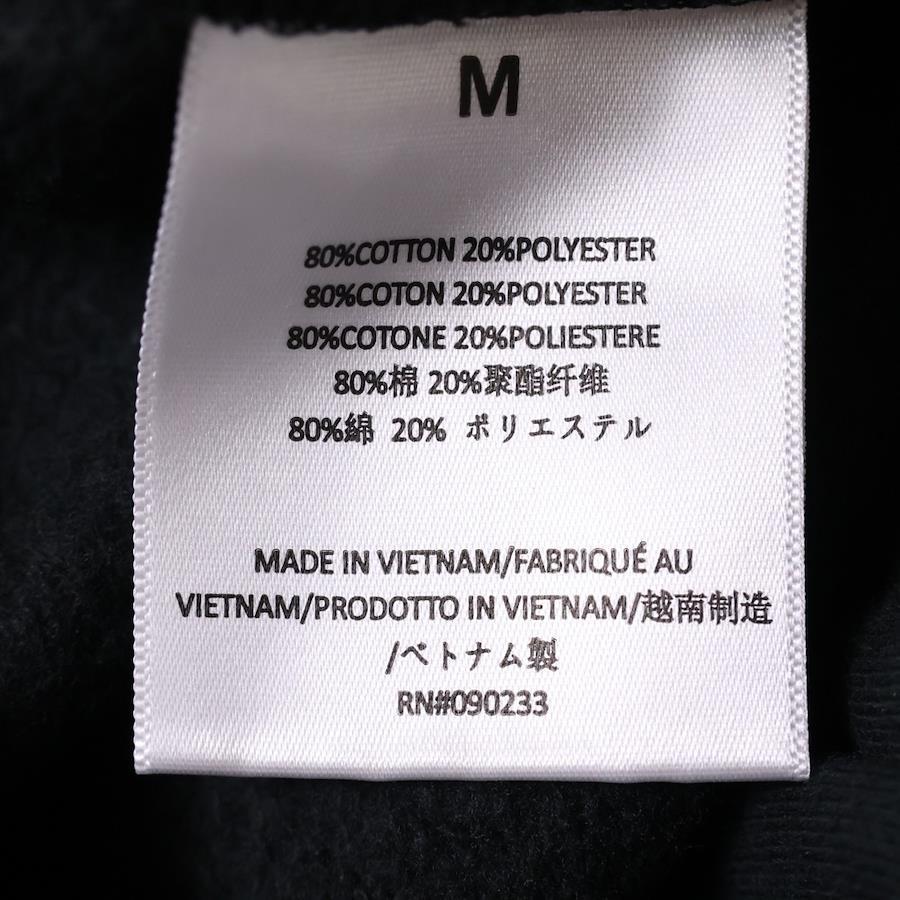 M
80%COTTON 20%POLYESTER
80%COTON 20%POLYESTER
80%COTONE 20%POLIESTERE
80%棉 20%聚酯纤维
80%綿 20% ポリエステル
MADE IN VIETNAM/FABRIQUÉ AU
VIETNAM/PRODOTTO IN VIETNAM/越南制造
/ベトナム製
RN#090233